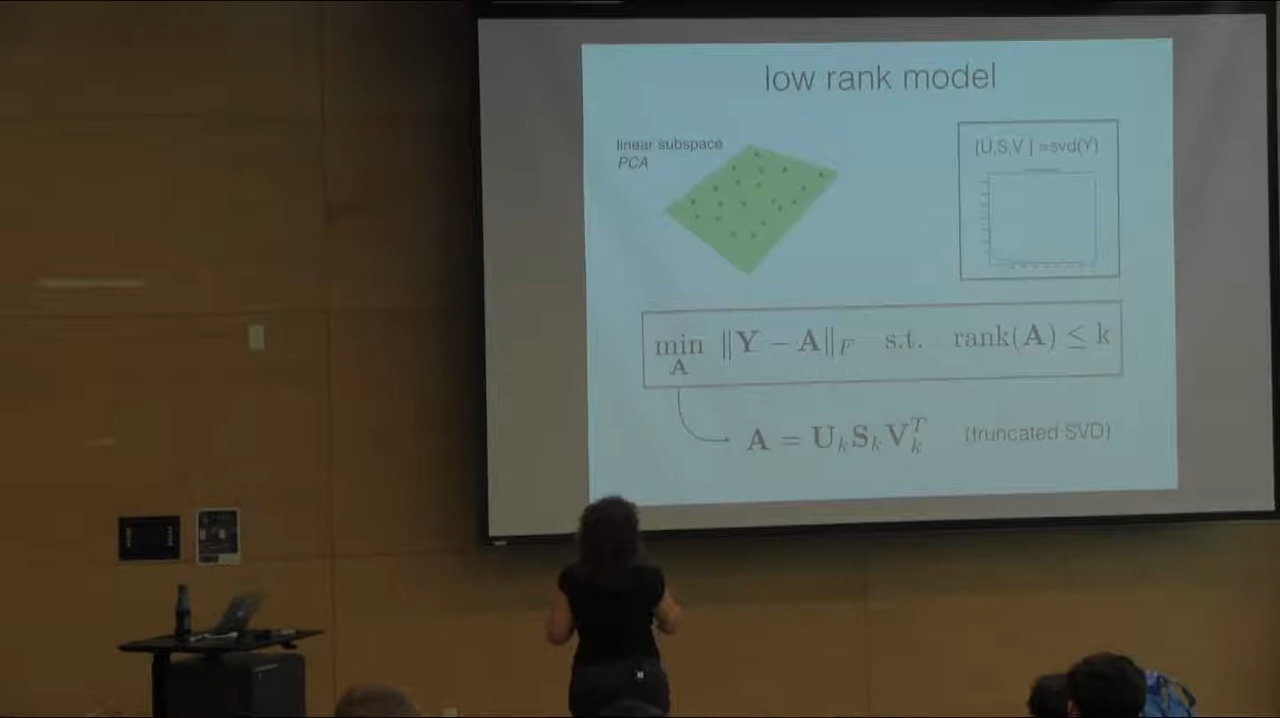 low rank model
linear subspace
PCA
[U,S,V ] =svd(Y)
min ‖Y − A‖F s.t. rank(A) ≤ k
A
A = UkSkVkT (truncated SVD)